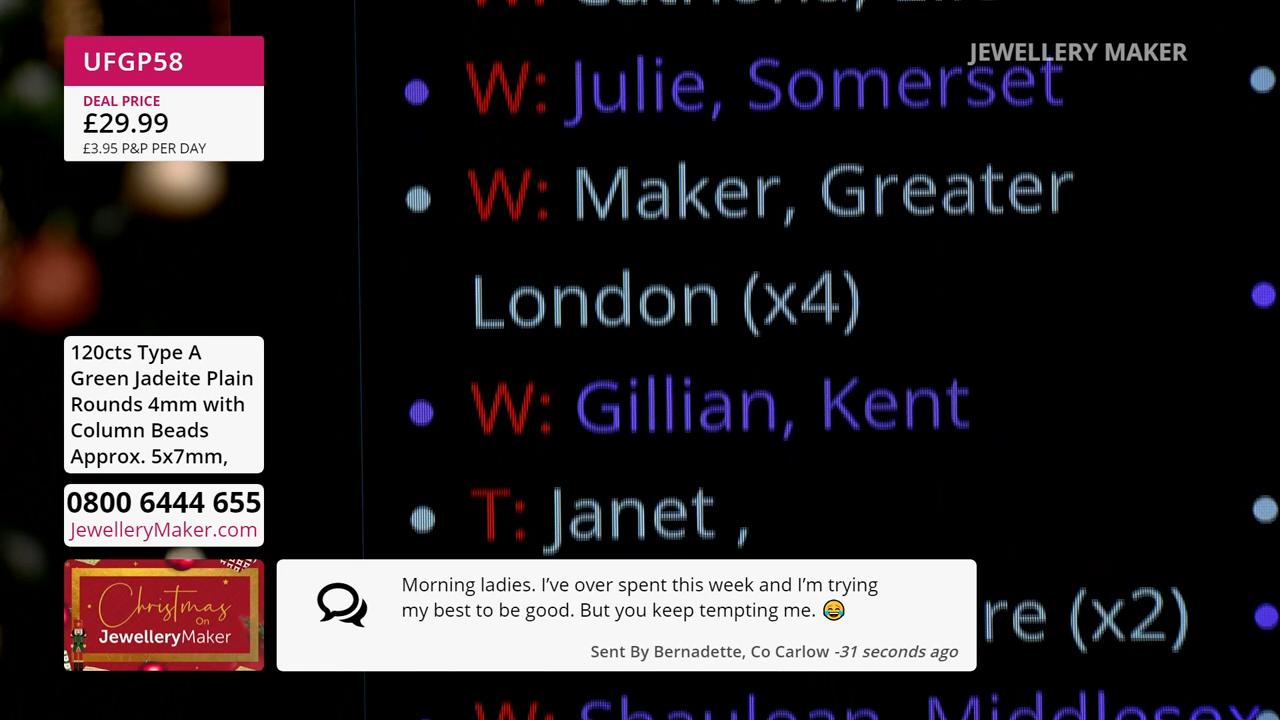 JEWELLERY MAKER
UFGP58
DEAL PRICE
£29.99
£3.95 P&P PER DAY
W: Julie, Somerset
W: Maker, Greater
London (x4)
W: Gillian, Kent
T: Janet ,
re (x2)
W: Middlesex
120cts Type A
Green Jadeite Plain
Rounds 4mm with
Column Beads
Approx. 5x7mm,
0800 6444 655
JewelleryMaker.com
Christmas
On
JewelleryMaker
Morning ladies. I’ve over spent this week and I’m trying
my best to be good. But you keep tempting me. 😂
Sent By Bernadette, Co Carlow -31 seconds ago